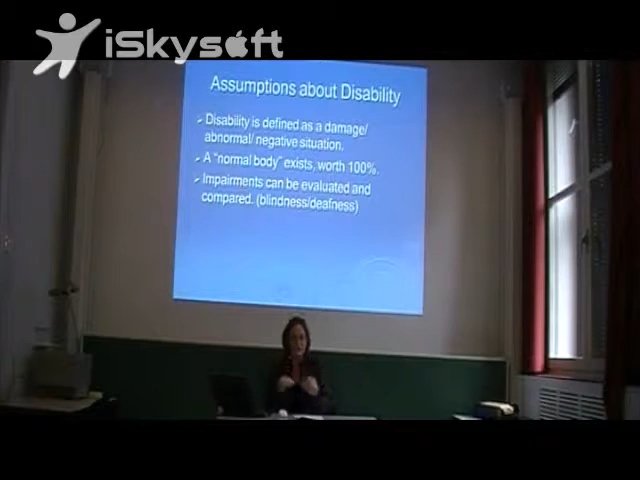 iSkysoft
Assumptions about Disability
Disability is defined as a damage/
abnormal/ negative situation.
A "normal body" exists, worth 100%.
Impairments can be evaluated and
compared. (blindness/deafness)